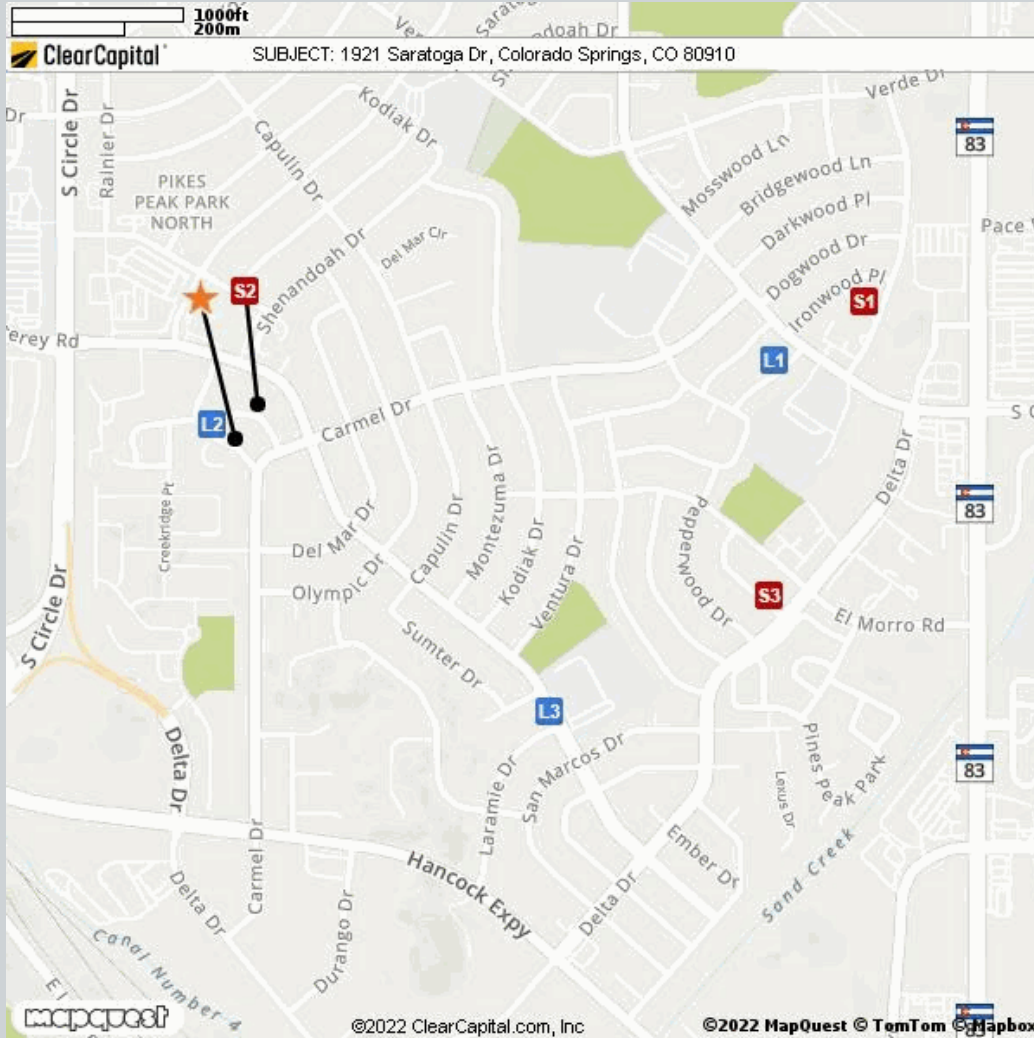 1000ft
200m
ClearCapital
SUBJECT: 1921 Saratoga Dr, Colorado Springs, CO 80910
doah Dr
Verde Dr
Dr
S Circle Dr
Rainier Dr
Kodiak Dr
Capulin Dr
83
PIKES
PEAK PARK
NORTH
Mosswood Ln
Bridgewood Ln
Darkwood Pl
Dogwood Dr
Ironwood Pl
Pace
Shenandoah Dr
Del Mar Cir
S2
S1
erey Rd
L1
L2
Carmel Dr
S C
Delta Dr
83
Creekridge Pt
Del Mar Dr
Olympic Dr
Capulin Dr
Montezuma Dr
Kodiak Dr
Ventura Dr
Pepperwood Dr
S3
El Morro Rd
S Circle Dr
Sumter Dr
L3
Delta Dr
San Marcos Dr
Laramie Dr
Pines Peak Park
Lexus Dr
83
Ember Dr
Sand Creek
Hancock Expy
Carmel Dr
Delta Dr
Delta Dr
Durango Dr
Canal Number 4
El
mapquest
©2022 ClearCapital.com, Inc
©2022 MapQuest © TomTom © Mapbox
83